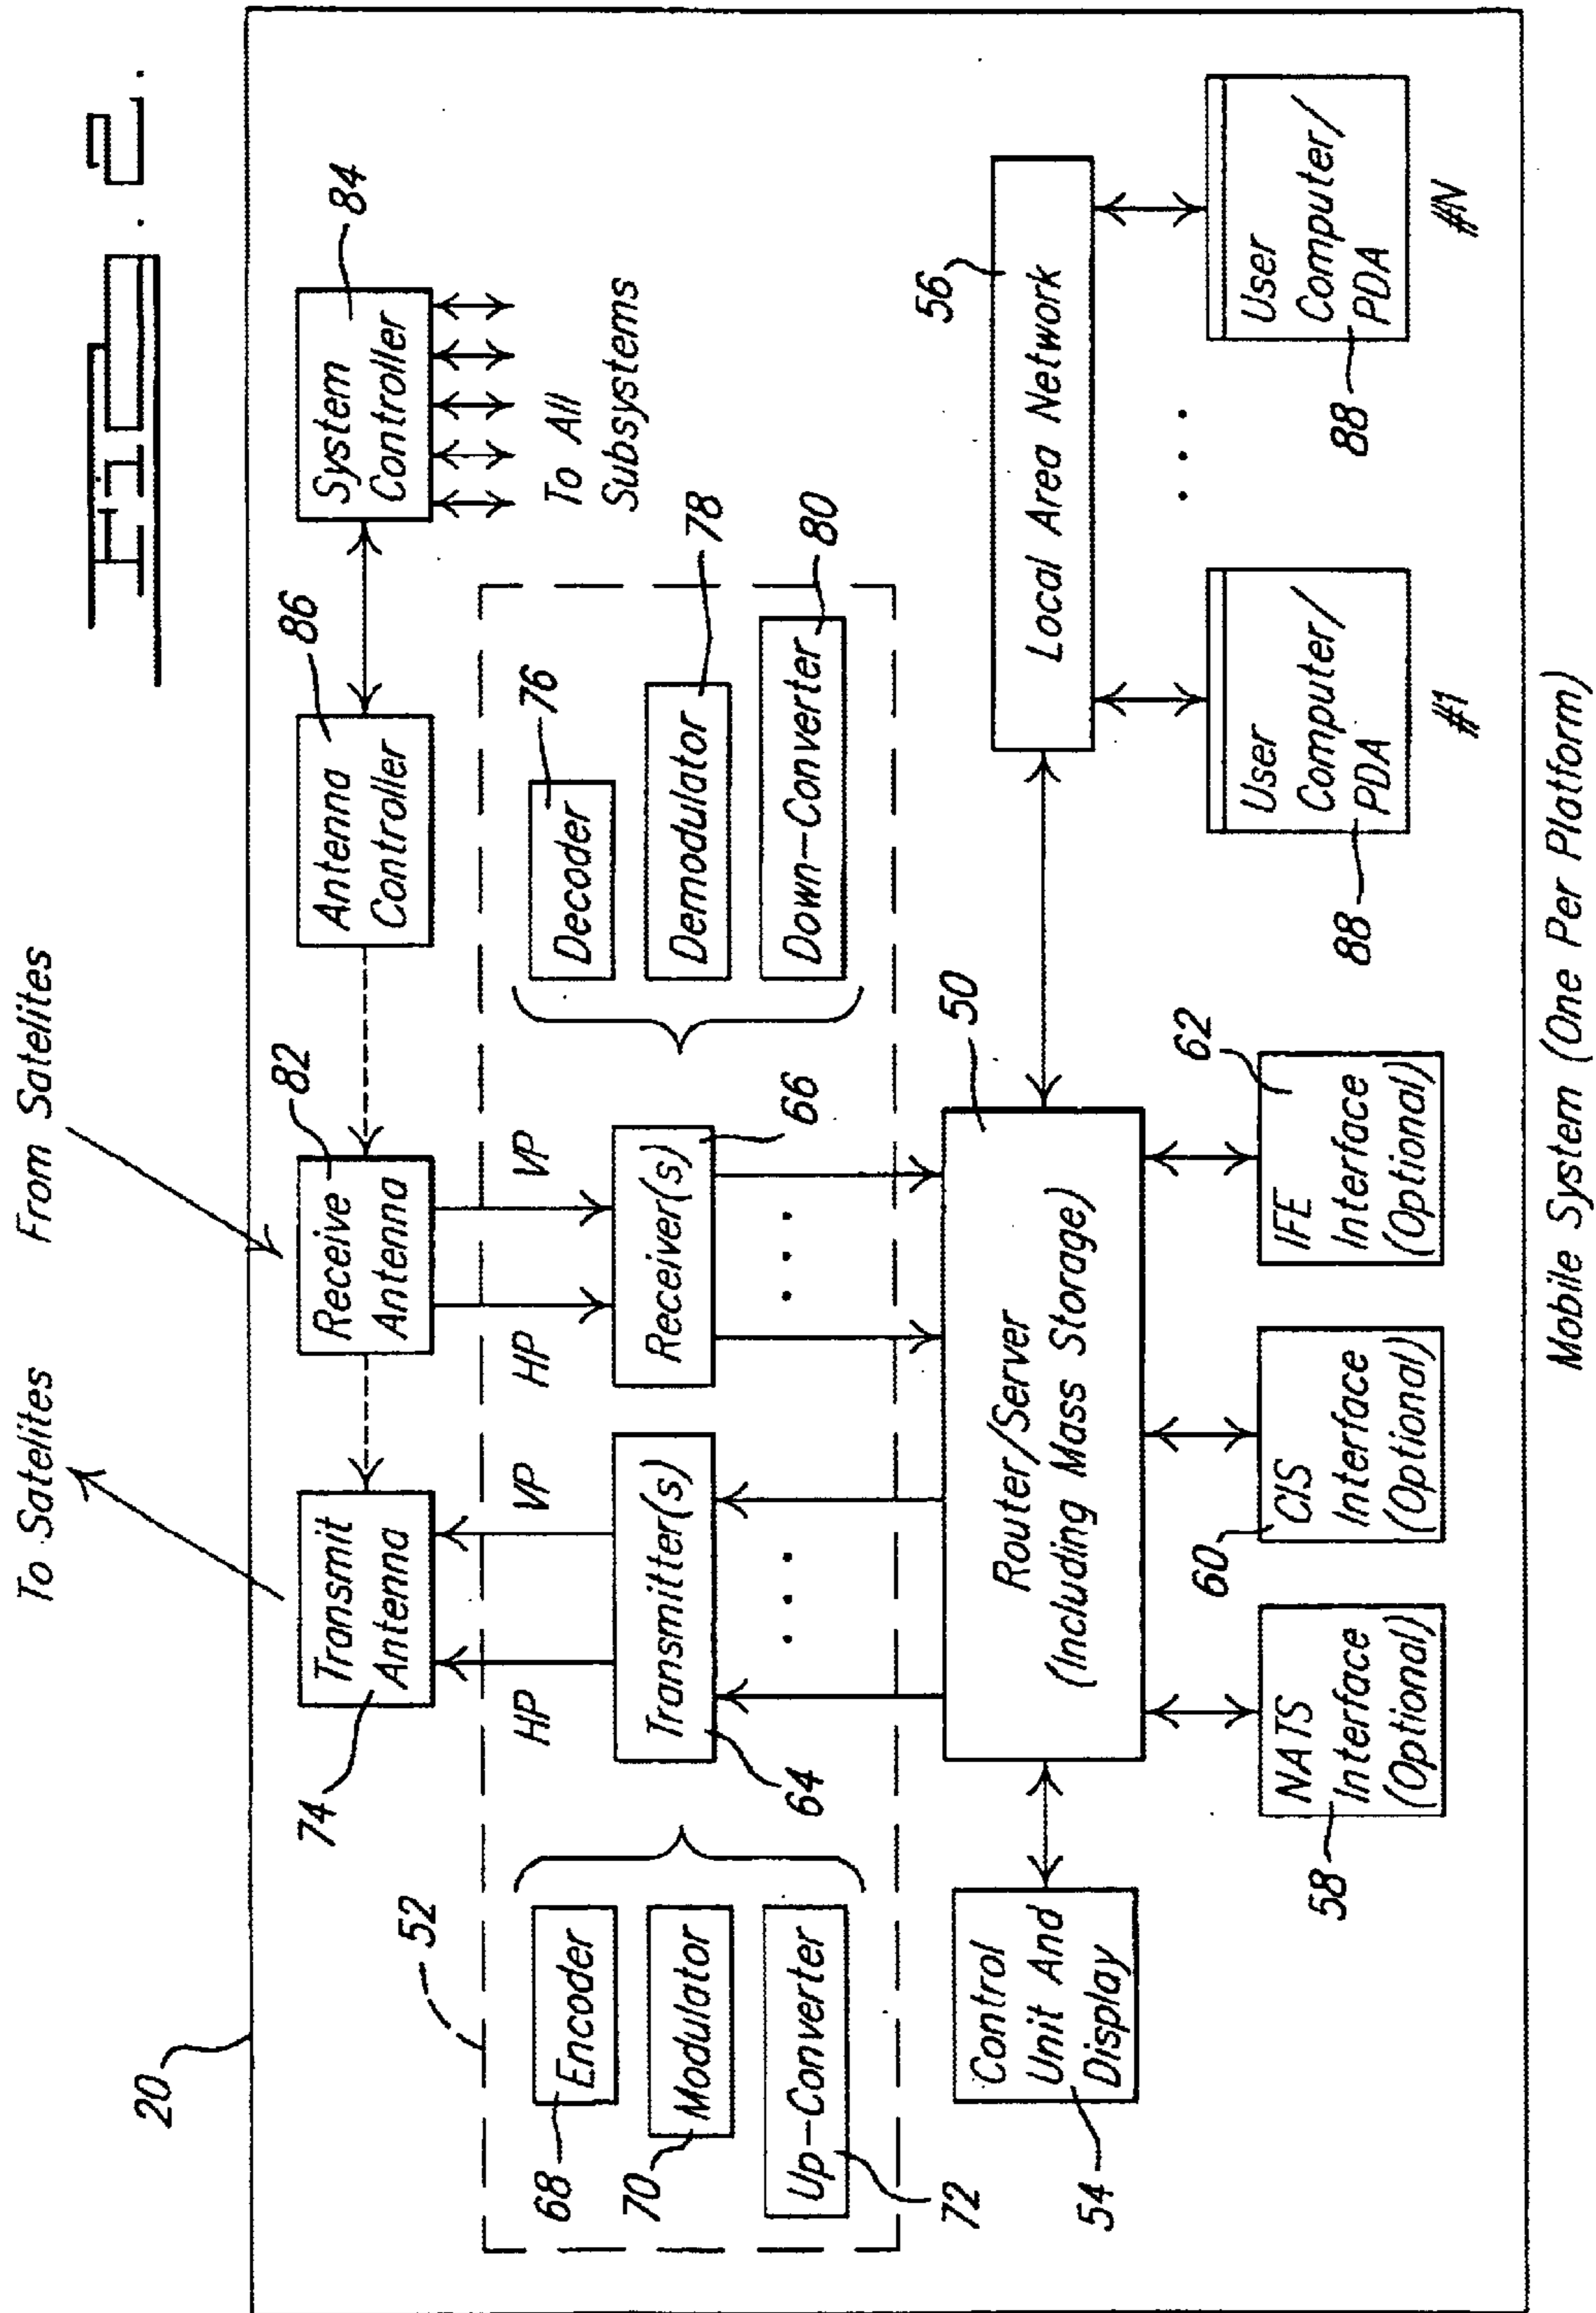 Fig. 2.
To Satelites
From Satelites
20
Transmit
Antenna
74
Receive
Antenna
82
Antenna
Controller
86
System
Controller
84
To All
Subsystems
52
HP
VP
HP
VP
Encoder
68
Modulator
70
Up-Converter
72
Transmitter(s)
64
Receiver(s)
66
Decoder
76
Demodulator
78
Down-Converter
80
Control
Unit And
Display
54
Router/Server
(Including Mass Storage)
50
Local Area Network
56
NATS
Interface
(Optional)
58
CIS
Interface
(Optional)
60
IFE
Interface
(Optional)
62
User
Computer/
PDA
88
#1
User
Computer/
PDA
88
#N
Mobile System (One Per Platform)